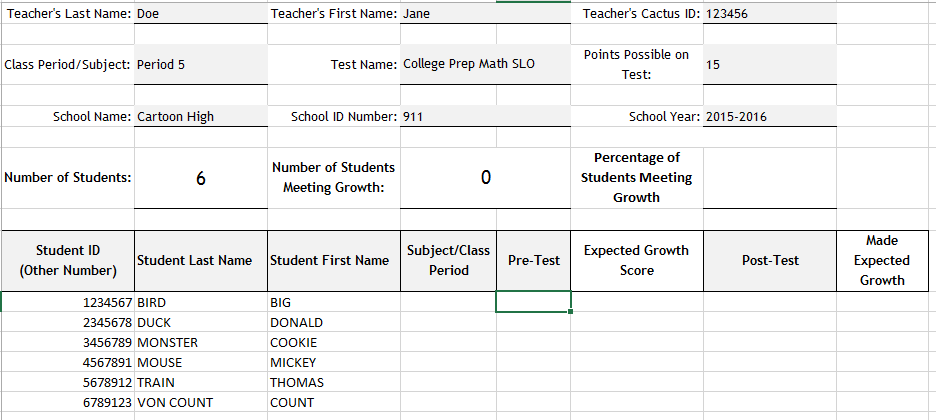 Teacher's Last Name: Doe Teacher's First Name: Jane Teacher's Cactus ID: 123456
Class Period/Subject: Period 5 Test Name: College Prep Math SLO Points Possible on Test: 15
School Name: Cartoon High School ID Number: 911 School Year: 2015-2016
Number of Students: 6 Number of Students Meeting Growth: 0 Percentage of Students Meeting Growth
Student ID (Other Number) Student Last Name Student First Name Subject/Class Period Pre-Test Expected Growth Score Post-Test Made Expected Growth
1234567 BIRD BIG
2345678 DUCK DONALD
3456789 MONSTER COOKIE
4567891 MOUSE MICKEY
5678912 TRAIN THOMAS
6789123 VON COUNT COUNT